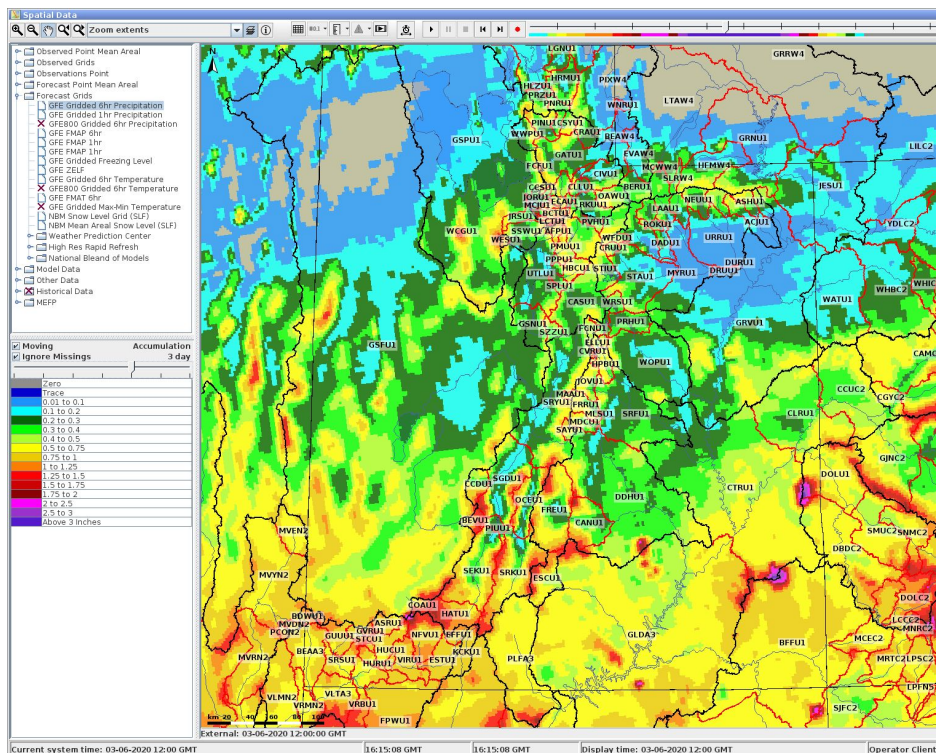 Spatial Data
Zoom extents
Observed Point Mean Areal
Observed Grids
Observations Point
Forecast Point Mean Areal
Forecast Grids
GFE Gridded 6hr Precipitation
GFE Gridded 1hr Precipitation
GFE800 Gridded 6hr Precipitation
GFE FMAP 6hr
GFE FMAP 1hr
GFE FMAP 1hr
GFE Gridded Freezing Level
GFE ZELF
GFE Gridded 6hr Temperature
GFE800 Gridded 6hr Temperature
GFE FMAT 6hr
GFE Gridded Max-Min Temperature
NBM Snow Level Grid (SLF)
NBM Mean Areal Snow Level (SLF)
Weather Prediction Center
High Res Rapid Refresh
National Bleand of Models
Model Data
Other Data
Historical Data
MEFP
Moving Accumulation
Ignore Missings 3 day
Zero
Trace
0.01 to 0.1
0.1 to 0.2
0.2 to 0.3
0.3 to 0.4
0.4 to 0.5
0.5 to 0.75
0.75 to 1
1 to 1.25
1.25 to 1.5
1.5 to 1.75
1.75 to 2
2 to 2.5
2.5 to 3
Above 3 Inches
N
LGNU1 GRRW4
HRMU1 PIXW4
HLZU1
PRZU1 LTAW4
PNRU1 WNRU1
PINU1 CSYU1
WWPU1 CRAU1 BEAW4
GSPU1 GRNU1 LILC2
GATU1 EVAW4
FCFU1 MCWW4 HEMW4
CIVU1 SLRW4
CLLU1 BERU1 JESU1
JORU1 ECAU1 OAWU1 NEUU1 ASHU1
MCJU1 RKUU1 LAAU1
JRSU1 BCTU1 PVHU1 ROKU1 ACJU1 YDLC2
LCTU1
WCGU1 SSWU1 AFPU1 WFDU1 URRU1
WESU1 PMUU1 CRUU1 DADU1
PPPU1 DURU1
UTLU1 HBCU1 STIU1 MYRU1 DRUU1
SPLU1 STAU1 WHIC
WHBC2
CASU1 WRSU1 WATU1
GSNU1 PRHU1 GRVU1
SZZU1 FGNU1
GSFU1 ELLU1
CVRU1 CAMC
HPBU1 WOPU1
JOVU1 CCUC2
MAAU1 CGYC2
SRYU1 FRRU1
MLSU1 SRFU1 CLRU1
MDCU1
SAYU1
GJNC2
SGDU1 DOLU1
CCDU1 CTRU1
OCEU1 DDHU1
FREU1
BEVU1 CANU1
PIUU1 SMUC2 SNMC2
MVEN2 DBDC2
MVYN2 SEKU1 SRKU1 ESCU1
DOLC2
COAU1
BDWU1 HATU1 LCCC2
MVDN2 ASRU1 MNRC2
PCON2 GVRU1
GUUU1 NFVU1 EFFU1 GLDA3 BFFU1 MCEC2
STCU1
BEAA3 HUCU1 KCKU1
MVRN2 SRSU1 VIRU1 ESTU1 PLFA3 MRTC2 LPSC2
HURU1
VLMN2 VLTA3 LPFN5
VRMN2 VRBU1 SJFC2
FPWU1
km 20 40 60 80 100
External: 03-06-2020 12:00:00 GMT
Current system time: 03-06-2020 12:00 GMT 16:15:08 GMT 16:15:08 GMT Display time: 03-06-2020 12:00 GMT Operator Client